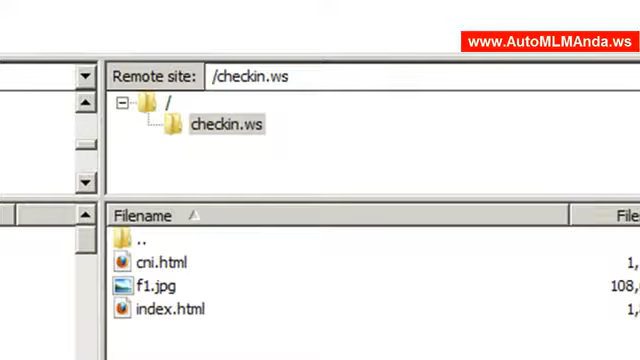 www.AutoMLMAnda.ws
Remote site: /checkin.ws
/
checkin.ws
Filename File
..
cni.html 1,
f1.jpg 108,
index.html 1,